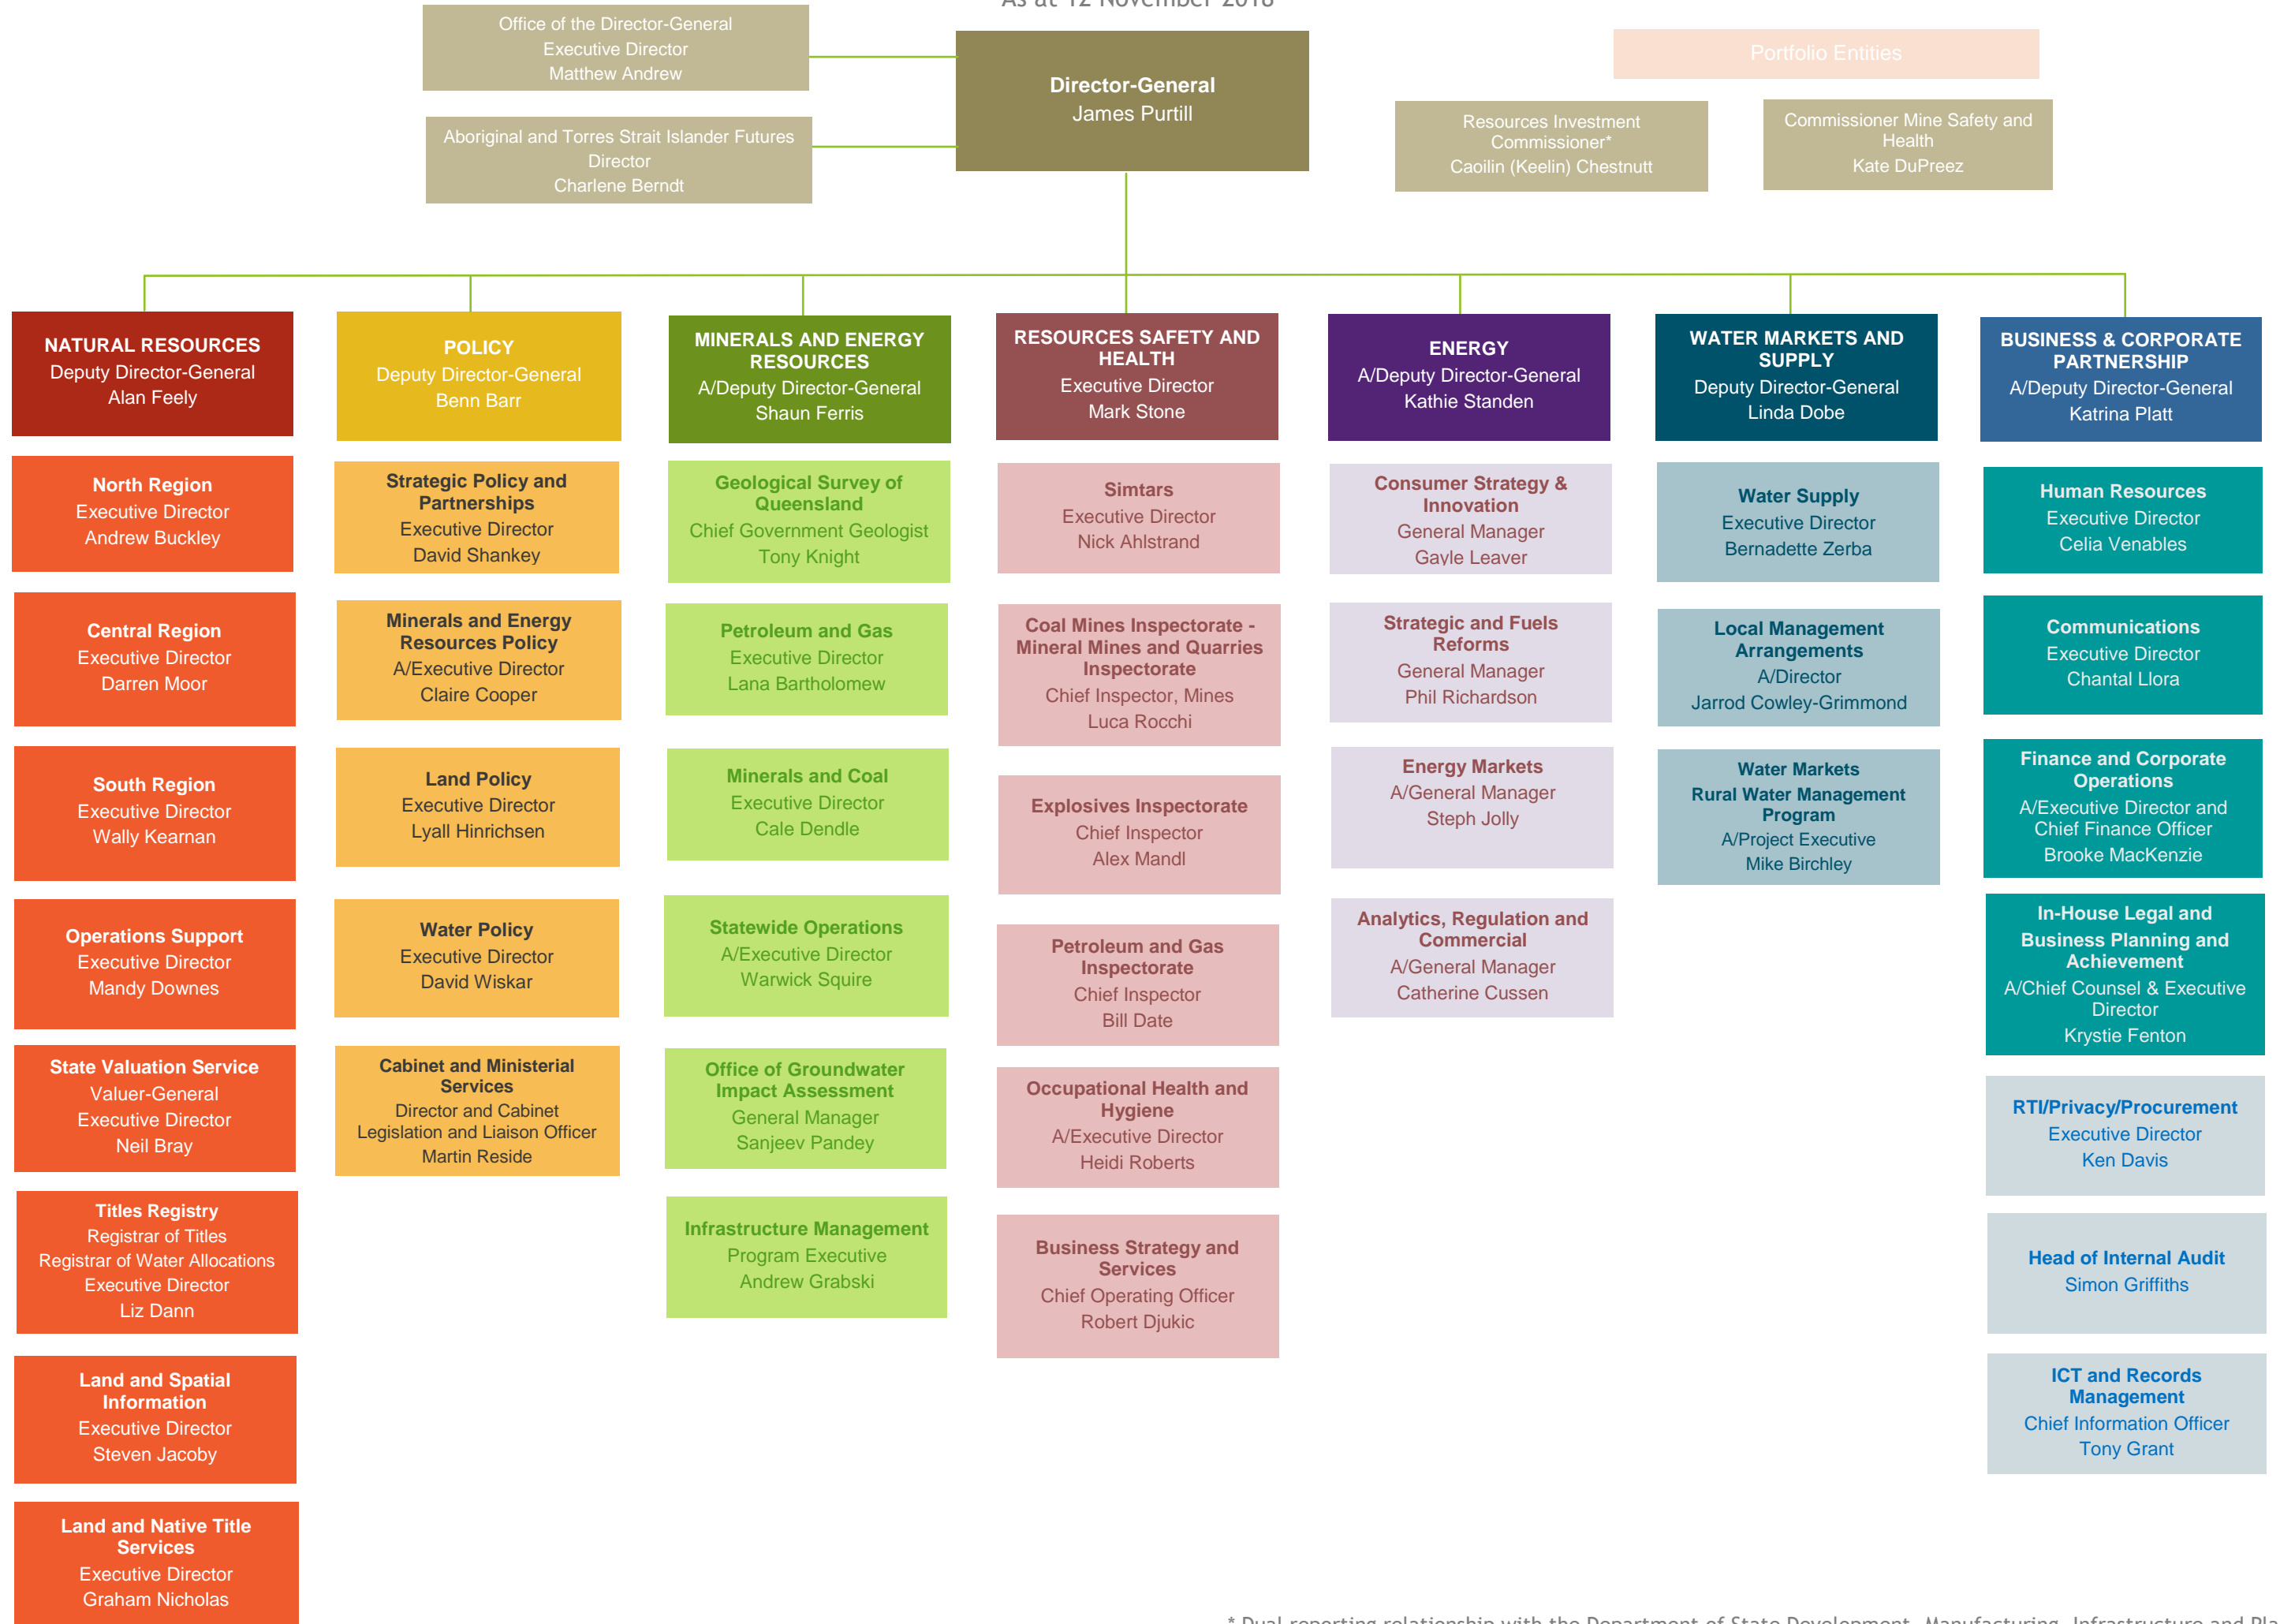 As at 12 November 2018
Office of the Director-General
Executive Director
Matthew Andrew
Aboriginal and Torres Strait Islander Futures
Director
Charlene Berndt
Director-General
James Purtill
Portfolio Entities
Resources Investment
Commissioner*
Caoilin (Keelin) Chestnutt
Commissioner Mine Safety and
Health
Kate DuPreez
NATURAL RESOURCES
Deputy Director-General
Alan Feely
North Region
Executive Director
Andrew Buckley
Central Region
Executive Director
Darren Moor
South Region
Executive Director
Wally Kearnan
Operations Support
Executive Director
Mandy Downes
State Valuation Service
Valuer-General
Executive Director
Neil Bray
Titles Registry
Registrar of Titles
Registrar of Water Allocations
Executive Director
Liz Dann
Land and Spatial
Information
Executive Director
Steven Jacoby
Land and Native Title
Services
Executive Director
Graham Nicholas
POLICY
Deputy Director-General
Benn Barr
Strategic Policy and
Partnerships
Executive Director
David Shankey
Minerals and Energy
Resources Policy
A/Executive Director
Claire Cooper
Land Policy
Executive Director
Lyall Hinrichsen
Water Policy
Executive Director
David Wiskar
Cabinet and Ministerial
Services
Director and Cabinet
Legislation and Liaison Officer
Martin Reside
MINERALS AND ENERGY
RESOURCES
A/Deputy Director-General
Shaun Ferris
Geological Survey of
Queensland
Chief Government Geologist
Tony Knight
Petroleum and Gas
Executive Director
Lana Bartholomew
Minerals and Coal
Executive Director
Cale Dendle
Statewide Operations
A/Executive Director
Warwick Squire
Office of Groundwater
Impact Assessment
General Manager
Sanjeev Pandey
Infrastructure Management
Program Executive
Andrew Grabski
RESOURCES SAFETY AND
HEALTH
Executive Director
Mark Stone
Simtars
Executive Director
Nick Ahlstrand
Coal Mines Inspectorate -
Mineral Mines and Quarries
Inspectorate
Chief Inspector, Mines
Luca Rocchi
Explosives Inspectorate
Chief Inspector
Alex Mandl
Petroleum and Gas
Inspectorate
Chief Inspector
Bill Date
Occupational Health and
Hygiene
A/Executive Director
Heidi Roberts
Business Strategy and
Services
Chief Operating Officer
Robert Djukic
ENERGY
A/Deputy Director-General
Kathie Standen
Consumer Strategy &
Innovation
General Manager
Gayle Leaver
Strategic and Fuels
Reforms
General Manager
Phil Richardson
Energy Markets
A/General Manager
Steph Jolly
Analytics, Regulation and
Commercial
A/General Manager
Catherine Cussen
WATER MARKETS AND
SUPPLY
Deputy Director-General
Linda Dobe
Water Supply
Executive Director
Bernadette Zerba
Local Management
Arrangements
A/Director
Jarrod Cowley-Grimmond
Water Markets
Rural Water Management
Program
A/Project Executive
Mike Birchley
BUSINESS & CORPORATE
PARTNERSHIP
A/Deputy Director-General
Katrina Platt
Human Resources
Executive Director
Celia Venables
Communications
Executive Director
Chantal Llora
Finance and Corporate
Operations
A/Executive Director and
Chief Finance Officer
Brooke MacKenzie
In-House Legal and
Business Planning and
Achievement
A/Chief Counsel & Executive
Director
Krystie Fenton
RTI/Privacy/Procurement
Executive Director
Ken Davis
Head of Internal Audit
Simon Griffiths
ICT and Records
Management
Chief Information Officer
Tony Grant
* Dual reporting relationship with the Department of State Development, Manufacturing, Infrastructure and Pla